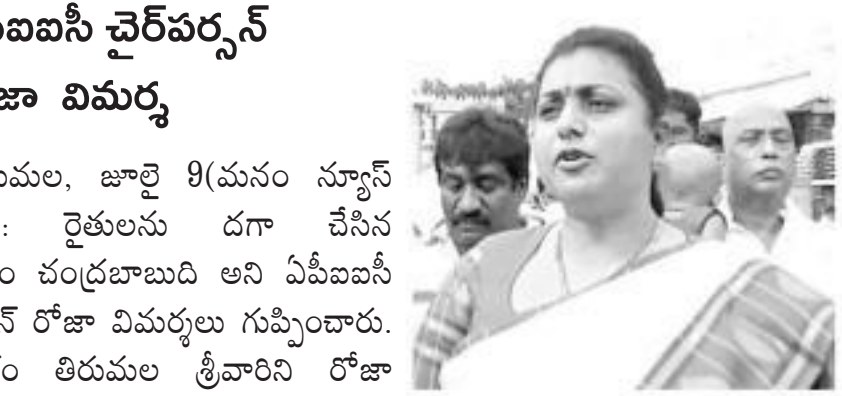 ఐఐసీ చైర్‌పర్సన్
జా విమర్శ
మల, జూలై 9(మనం న్యూస్
: రైతులను దగా చేసిన
చంద్రబాబుది అని ఏపీఐఐసీ
న్ రోజా విమర్శలు గుప్పించారు.
తిరుమల శ్రీవారిని రోజా